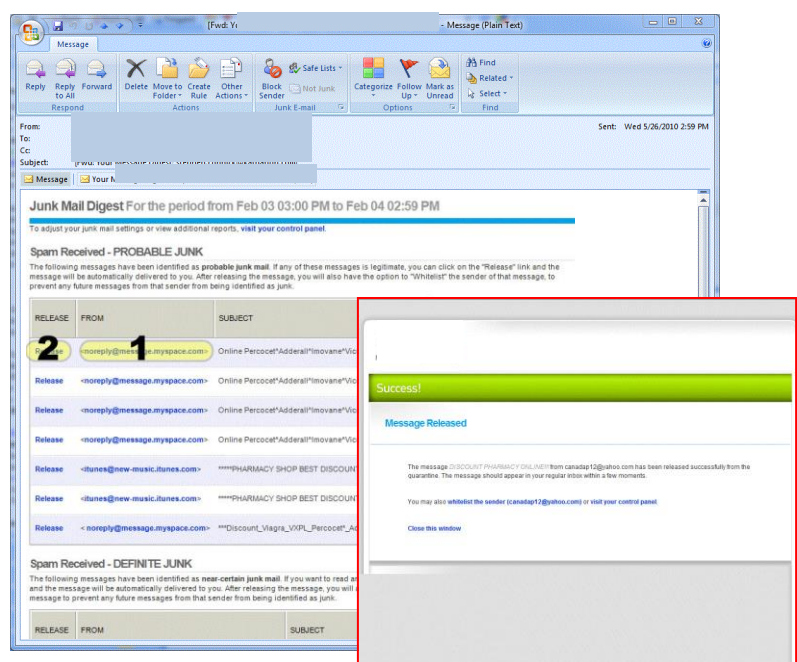 [Fwd: Yo - Message (Plain Text)
Message
Reply Reply to All Forward Delete Move to Folder Create Rule Other Actions Block Sender Safe Lists Not Junk Categorize Follow Up Mark as Unread Find Related Select
Respond Actions Junk E-mail Options Find
From: Sent: Wed 5/26/2010 2:59 PM
To:
Cc:
Subject:
Message Your
Junk Mail Digest For the period from Feb 03 03:00 PM to Feb 04 02:59 PM
To adjust your junk mail settings or view additional reports, visit your control panel.
Spam Received - PROBABLE JUNK
The following messages have been identified as probable junk mail. If any of these messages is legitimate, you can click on the "Release" link and the
message will be automatically delivered to you. After releasing the message, you will also have the option to "Whitelist" the sender of that message, to
prevent any future messages from that sender from being identified as junk.
RELEASE FROM SUBJECT
2 1
Release <noreply@message.myspace.com> Online Percocet*Adderall*Imovane*Vic
Release <noreply@message.myspace.com> Online Percocet*Adderall*Imovane*Vic
Release <noreply@message.myspace.com> Online Percocet*Adderall*Imovane*Vic
Release <noreply@message.myspace.com> Online Percocet*Adderall*Imovane*Vic
Release <itunes@new-music.itunes.com> *****PHARMACY SHOP BEST DISCOUN
Release <itunes@new-music.itunes.com> *****PHARMACY SHOP BEST DISCOUN
Release < noreply@message.myspace.com> ***Discount_Viagra_VXPL_Percocet*_Ad
Spam Received - DEFINITE JUNK
The following messages have been identified as near-certain junk mail. If you want to read a
and the message will be automatically delivered to you. After releasing the message, you will
message to prevent any future messages from that sender from being identified as junk.
RELEASE FROM SUBJECT
Success!
Message Released
The message DISCOUNT PHARMACY ONLINE!!! from canadap12@yahoo.com has been released successfully from the
quarantine. The message should appear in your regular inbox within a few moments.
You may also whitelist the sender (canadap12@yahoo.com) or visit your control panel
Close this window